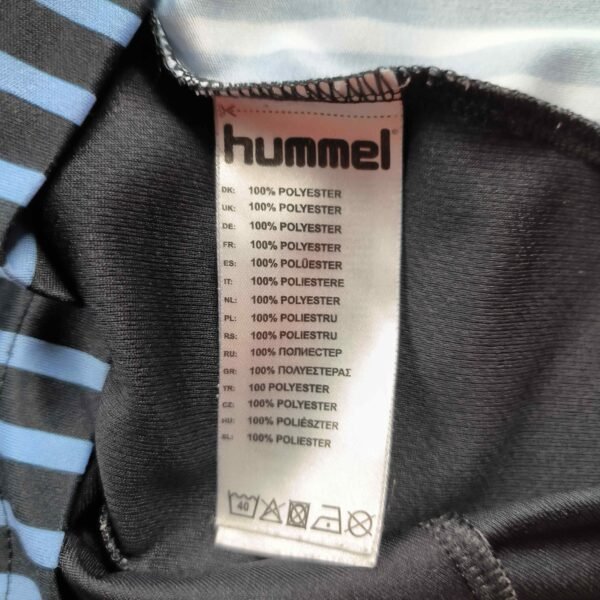 hummel®
DK: 100% POLYESTER
UK: 100% POLYESTER
DE: 100% POLYESTER
FR: 100% POLYESTER
ES: 100% POLÜESTER
IT: 100% POLIESTERE
NL: 100% POLYESTER
PL: 100% POLIESTRU
RS: 100% POLIESTRU
RU: 100% ПОЛИЕСТЕР
GR: 100% ΠΟΛΥΕΣΤΕΡΑΣ
TR: 100 POLYESTER
CZ: 100% POLYESTER
HU: 100% POLIÉSZTER
SL: 100% POLIESTER
40